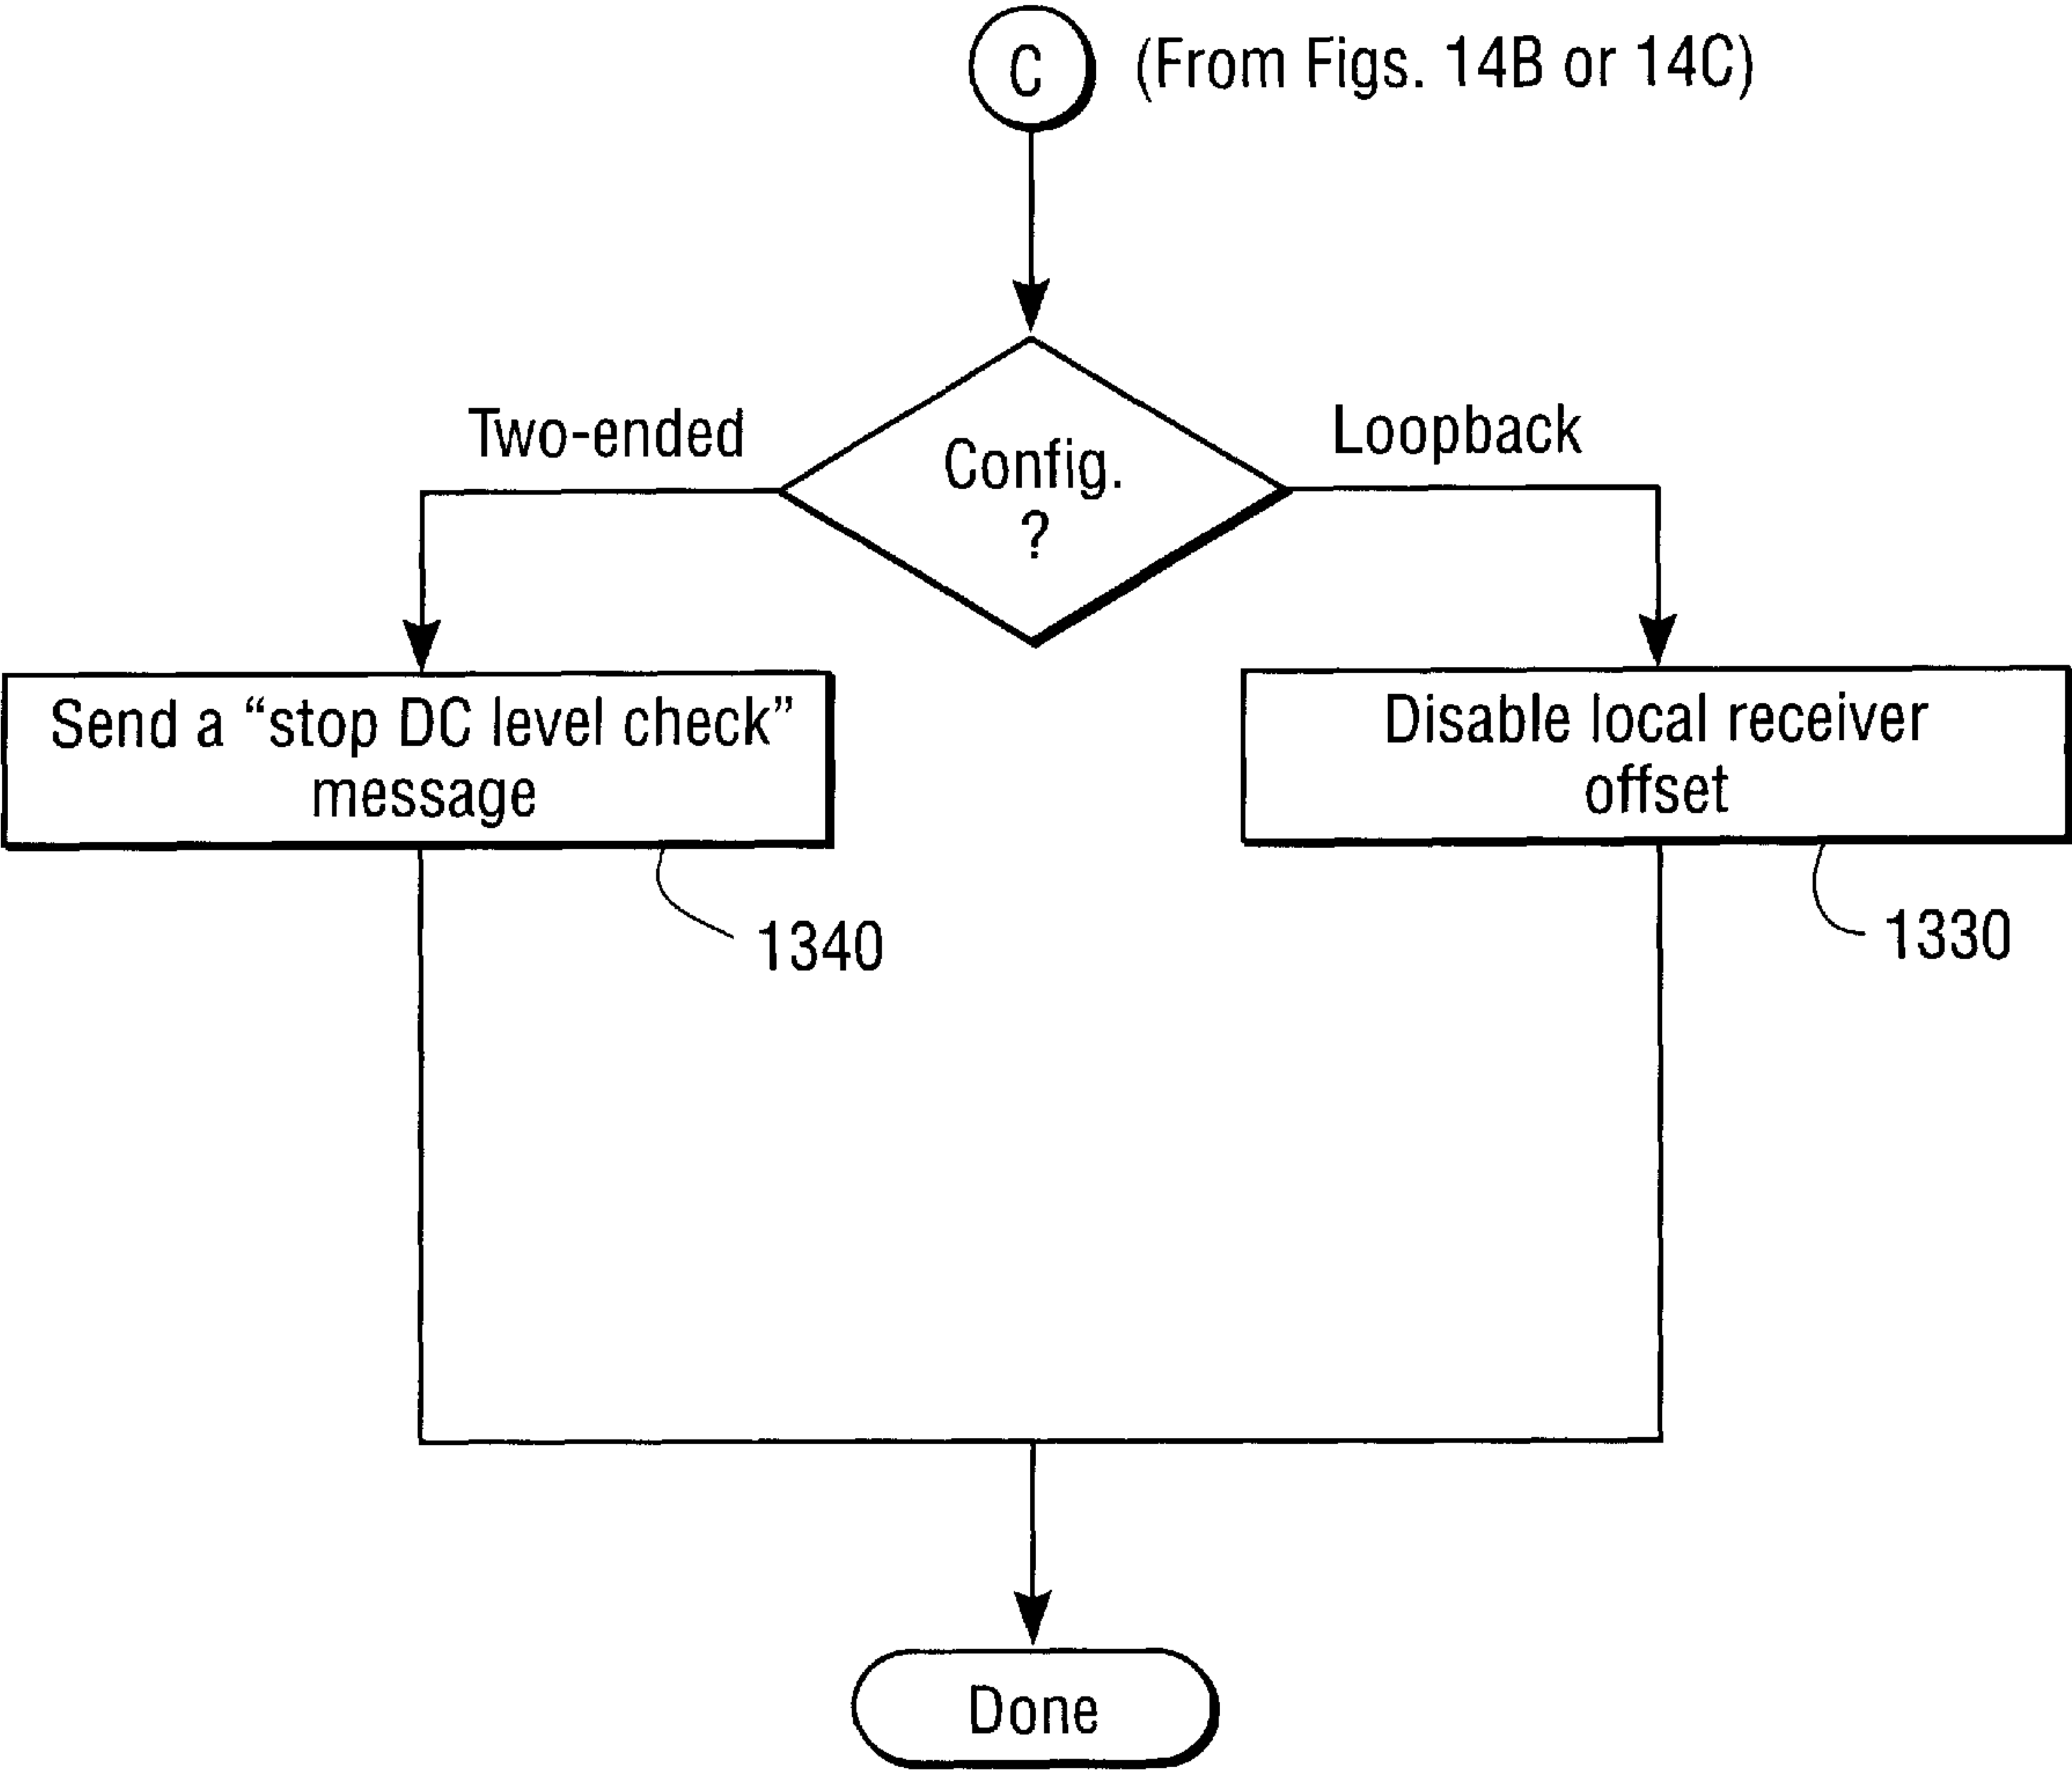 C (From Figs. 14B or 14C)
Two-ended
Config.
?
Loopback
Send a “stop DC level check”
message
Disable local receiver
offset
1340
1330
Done